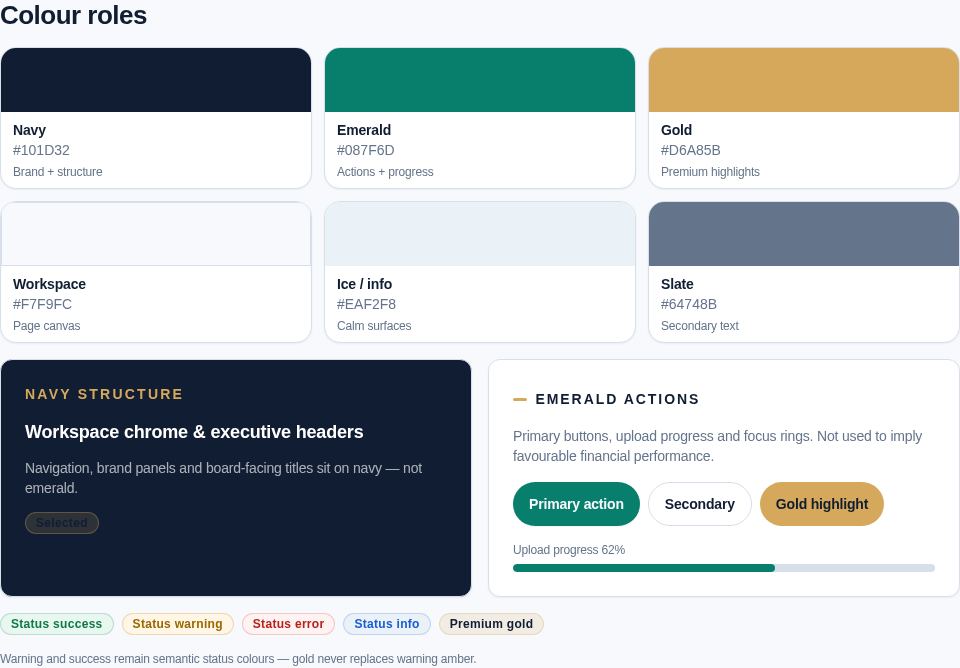 Colour roles
Navy
#101D32
Brand + structure
Emerald
#087F6D
Actions + progress
Gold
#D6A85B
Premium highlights
Workspace
#F7F9FC
Page canvas
Ice / info
#EAF2F8
Calm surfaces
Slate
#64748B
Secondary text
NAVY STRUCTURE
Workspace chrome & executive headers
Navigation, brand panels and board-facing titles sit on navy — not
emerald.
Selected
EMERALD ACTIONS
Primary buttons, upload progress and focus rings. Not used to imply
favourable financial performance.
Primary action
Secondary
Gold highlight
Upload progress 62%
Status success
Status warning
Status error
Status info
Premium gold
Warning and success remain semantic status colours — gold never replaces warning amber.